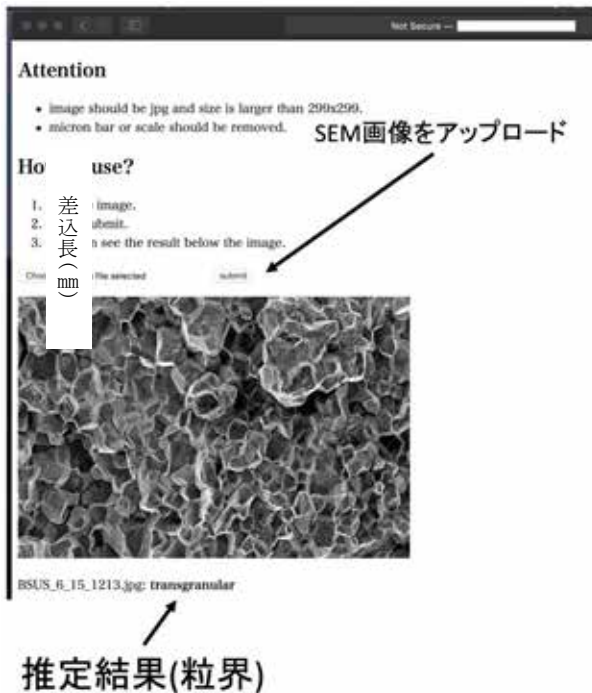 Not Secure —
Attention
image should be jpg and size is larger than 299x299.
micron bar or scale should be removed.
SEM画像をアップロード
Ho use?
1. image.
2. ubmit.
3. n see the result below the image.
差込長(㎜)
file selected
submit
BSUS_6_15_1213.jpg: transgranular
推定結果(粒界)